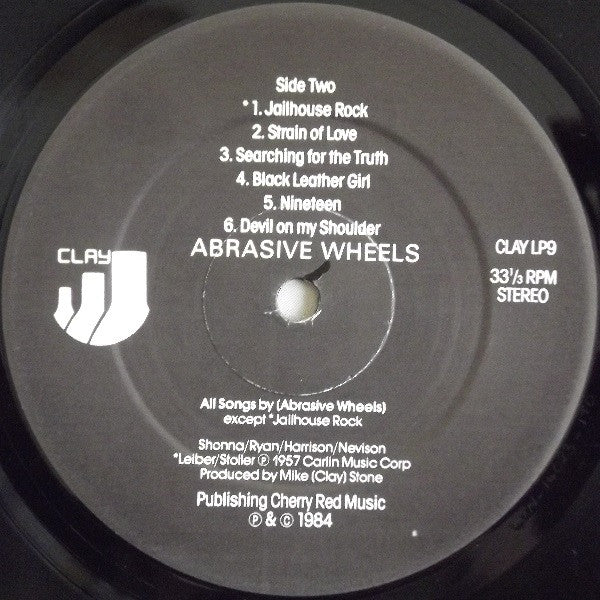 Side Two
*1. Jailhouse Rock
2. Strain of Love
3. Searching for the Truth
4. Black Leather Girl
5. Nineteen
6. Devil on my Shoulder
ABRASIVE WHEELS
CLAY
CLAY LP9
33⅓ RPM
STEREO
All Songs by (Abrasive Wheels)
except *Jailhouse Rock
Shonna/Ryan/Harrison/Nevison
*Leiber/Stoller ℗ 1957 Carlin Music Corp
Produced by Mike (Clay) Stone
Publishing Cherry Red Music
℗ & © 1984